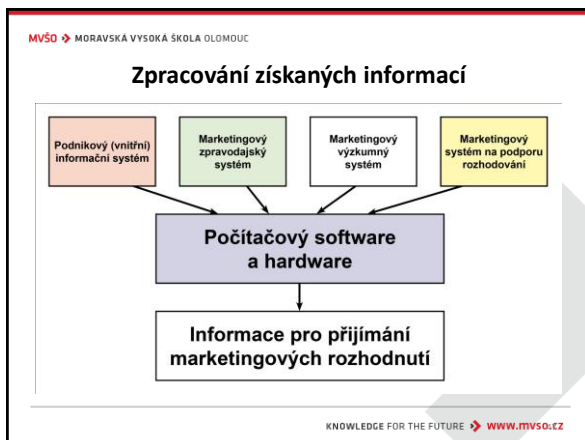 MVŠO MORAVSKÁ VYSOKÁ ŠKOLA OLOMOUC
Zpracování získaných informací
Podnikový (vnitřní)
informační systém
Marketingový
zpravodajský
systém
Marketingový
výzkumný
systém
Marketingový
systém na podporu
rozhodování
Počítačový software
a hardware
Informace pro přijímání
marketingových rozhodnutí
KNOWLEDGE FOR THE FUTURE www.mvso.cz